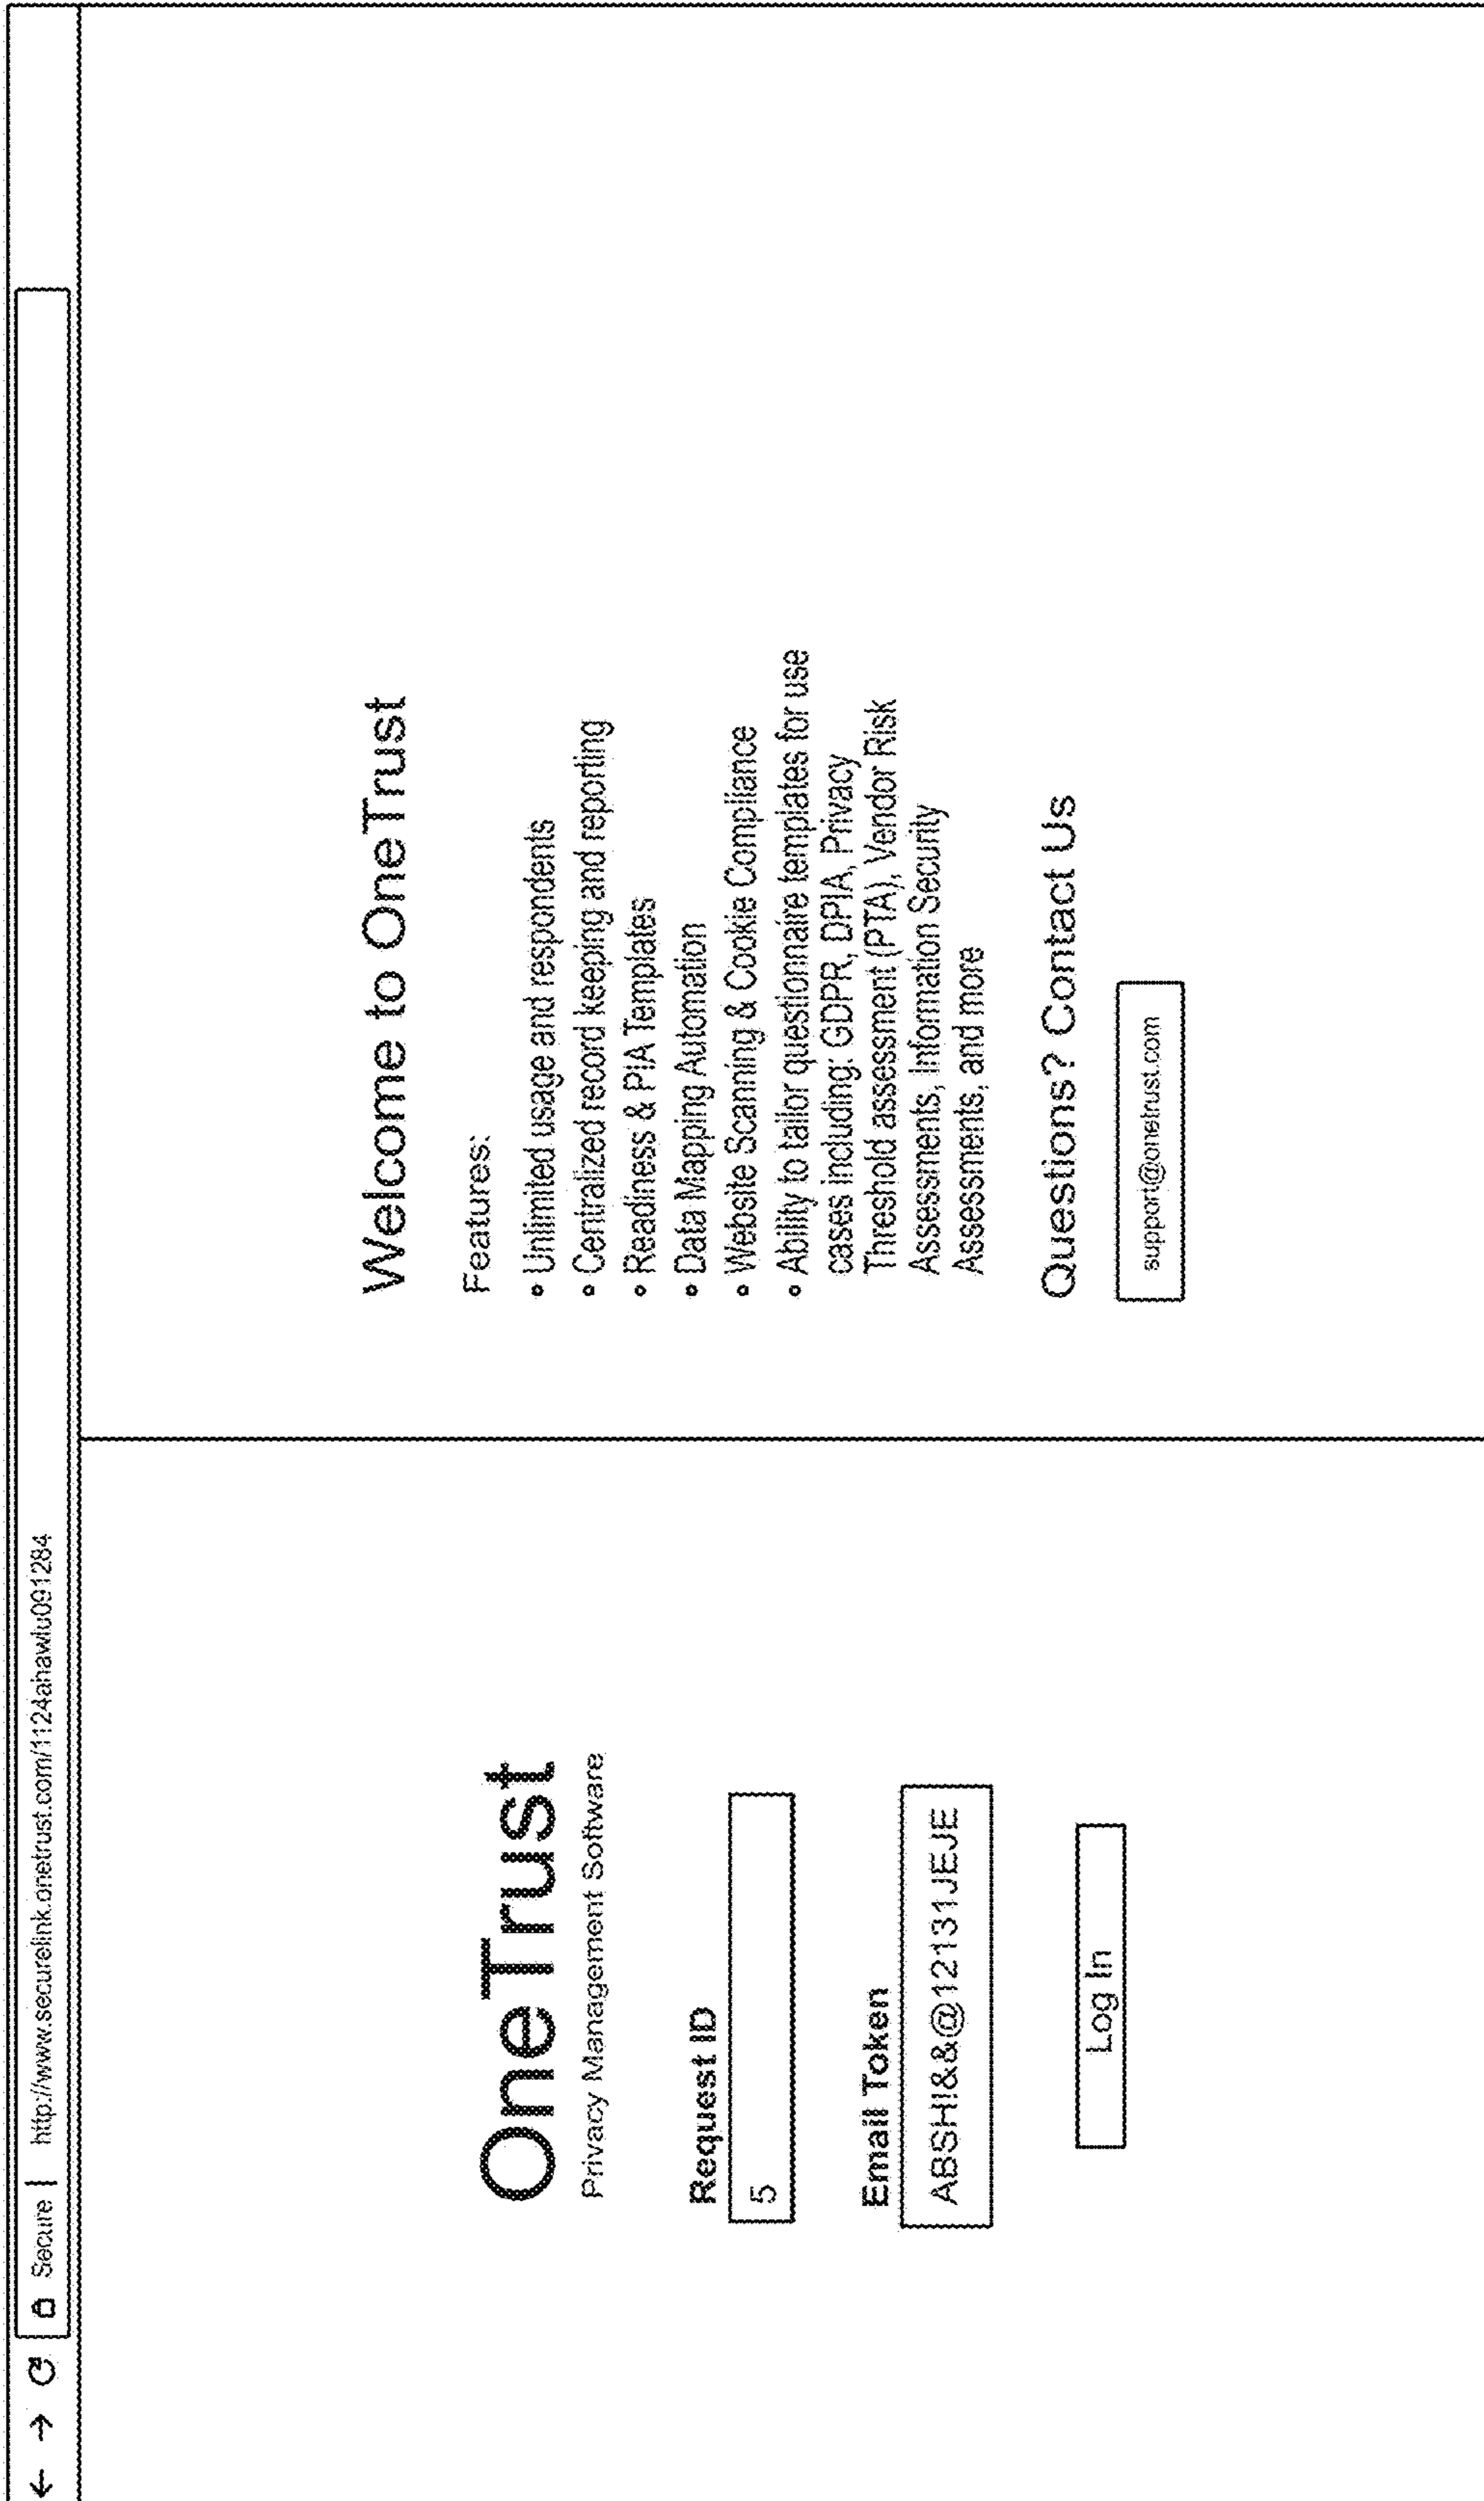 Secure | http://www.securelink.onetrust.com/1124ahawlu091284
OneTrust
Privacy Management Software
Request ID
5
Email Token
ABSHI&&@12131JEJE
Log In
Welcome to OneTrust
Features:
• Unlimited usage and respondents
• Centralized record keeping and reporting
• Readiness & PIA Templates
• Data Mapping Automation
• Website Scanning & Cookie Compliance
• Ability to tailor questionnaire templates for use
cases including: GDPR, DPIA, Privacy
Threshold assessment (PTA), Vendor Risk
Assessments, Information Security
Assessments, and more
Questions? Contact Us
support@onetrust.com